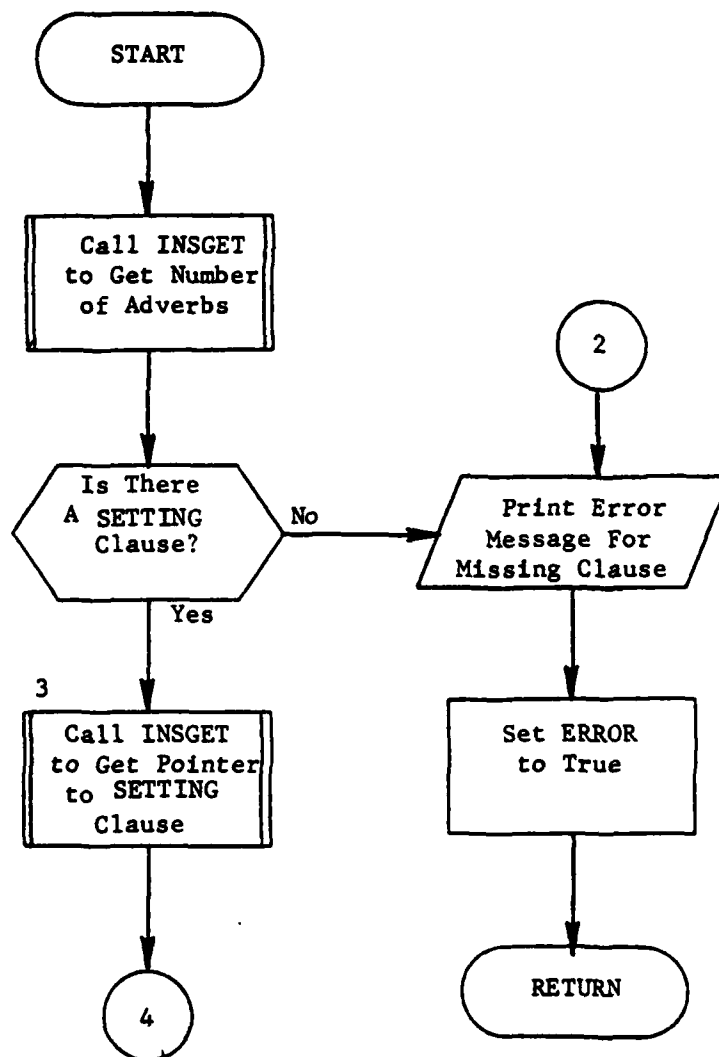 START
Call INSGET
to Get Number
of Adverbs
Is There
A SETTING
Clause?
No
Yes
3
Call INSGET
to Get Pointer
to SETTING
Clause
4
2
Print Error
Message For
Missing Clause
Set ERROR
to True
RETURN